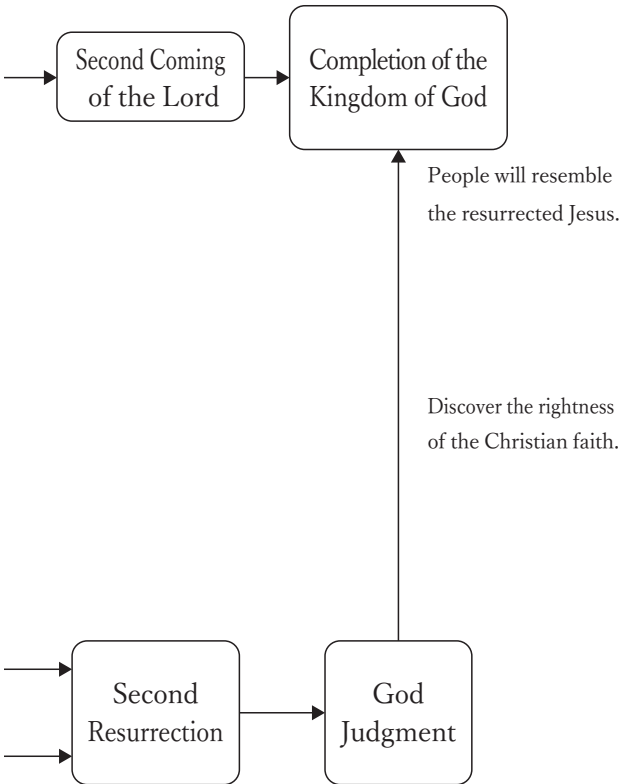 Second Coming
of the Lord
Completion of the
Kingdom of God
People will resemble
the resurrected Jesus.
Discover the rightness
of the Christian faith.
Second
Resurrection
God
Judgment